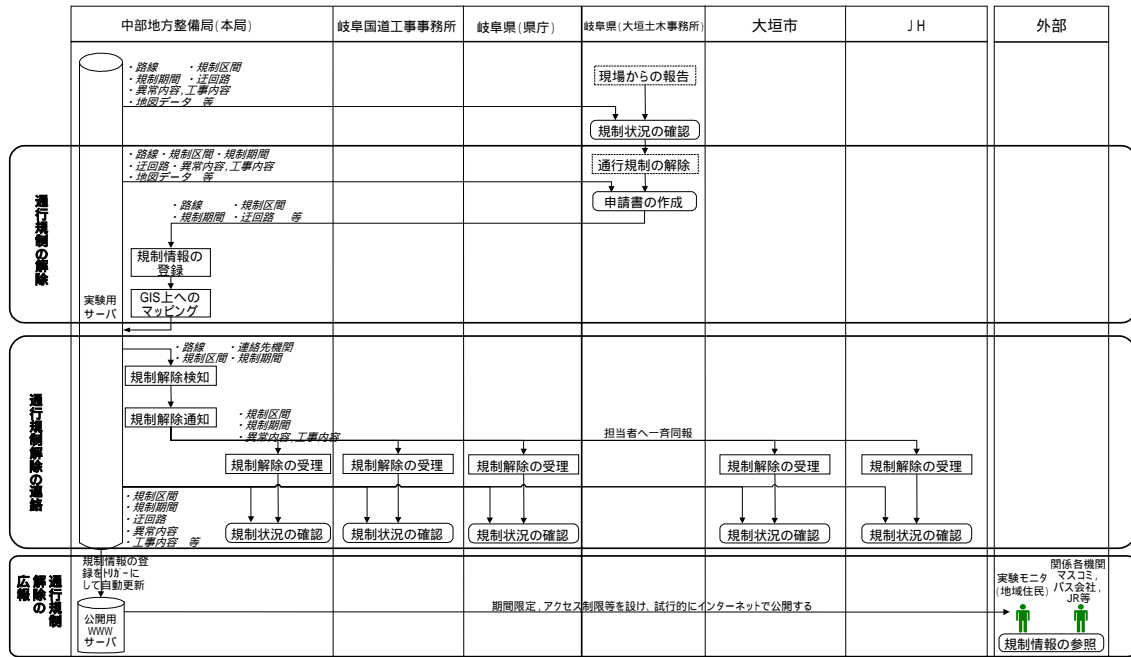 中部地方整備局(本局)
岐阜国道工事事務所
岐阜県(県庁)
岐阜県(大垣土木事務所)
大垣市
JH
外部
・路線 ・規制区間
・規制期間 ・迂回路
・異常内容,工事内容
・地図データ 等
現場からの報告
規制状況の確認
通行規制の解除
・路線・規制区間・規制期間
・迂回路・異常内容,工事内容
・地図データ 等
通行規制の解除
申請書の作成
・路線 ・規制区間
・規制期間 ・迂回路 等
規制情報の
登録
GIS上への
マッピング
実験用
サーバ
通行規制解除の連絡
・路線 ・連絡先機関
・規制区間・規制期間
規制解除検知
規制解除通知
・規制区間
・規制期間
・異常内容,工事内容
担当者へ一斉同報
規制解除の受理
規制解除の受理
規制解除の受理
規制解除の受理
規制解除の受理
・規制区間
・規制期間
・迂回路
・異常内容
・工事内容 等
規制状況の確認
規制状況の確認
規制状況の確認
規制状況の確認
規制状況の確認
通行規制
解除の
広報
規制情報の登
録をトリガーに
して自動更新
公開用
WWW
サーバ
期間限定,アクセス制限等を設け、試行的にインターネットで公開する
実験モニタ
(地域住民)
関係各機関
マスコミ,
バス会社,
JR等
規制情報の参照